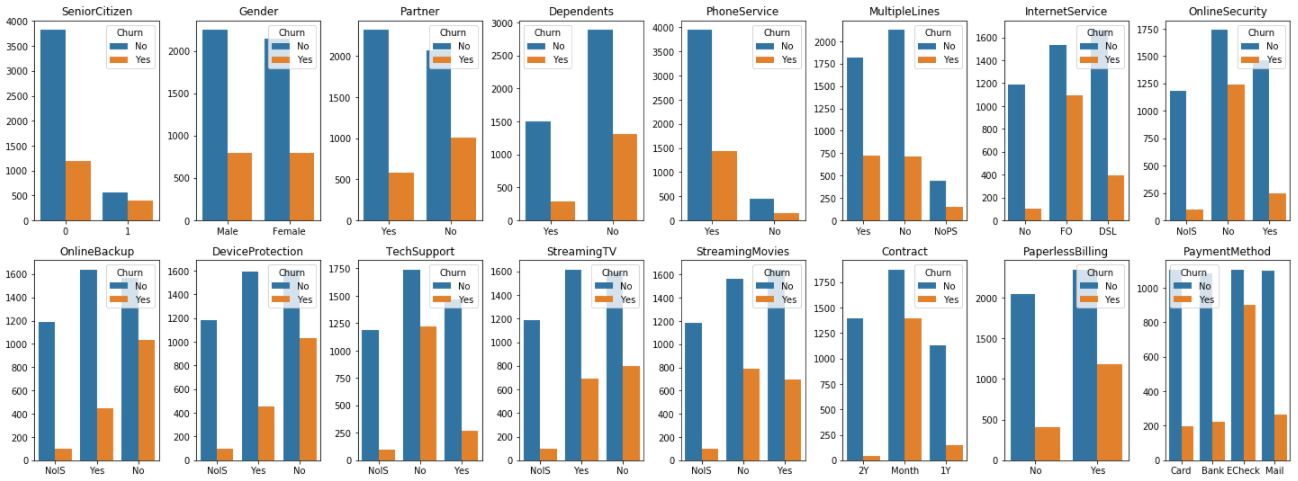 SeniorCitizen
Churn
No
Yes
4000
3500
3000
2500
2000
1500
1000
500
0
0 1
Gender
Churn
No
Yes
2000
1500
1000
500
0
Male Female
Partner
Churn
No
Yes
2000
1500
1000
500
0
Yes No
Dependents
Churn
No
Yes
3000
2500
2000
1500
1000
500
0
Yes No
PhoneService
Churn
No
Yes
4000
3500
3000
2500
2000
1500
1000
500
0
Yes No
MultipleLines
Churn
No
Yes
2000
1750
1500
1250
1000
750
500
250
0
Yes No NoPS
InternetService
Churn
No
Yes
1600
1400
1200
1000
800
600
400
200
0
No FO DSL
OnlineSecurity
Churn
No
Yes
1750
1500
1250
1000
750
500
250
0
NoIS No Yes
OnlineBackup
Churn
No
Yes
1600
1400
1200
1000
800
600
400
200
0
NoIS Yes No
DeviceProtection
Churn
No
Yes
1600
1400
1200
1000
800
600
400
200
0
NoIS Yes No
TechSupport
Churn
No
Yes
1750
1500
1250
1000
750
500
250
0
NoIS No Yes
StreamingTV
Churn
No
Yes
1600
1400
1200
1000
800
600
400
200
0
NoIS Yes No
StreamingMovies
Churn
No
Yes
1600
1400
1200
1000
800
600
400
200
0
NoIS No Yes
Contract
Churn
No
Yes
1750
1500
1250
1000
750
500
250
0
2Y Month 1Y
PaperlessBilling
Churn
No
Yes
2000
1500
1000
500
0
No Yes
PaymentMethod
Churn
No
Yes
1000
800
600
400
200
0
Card Bank ECheck Mail